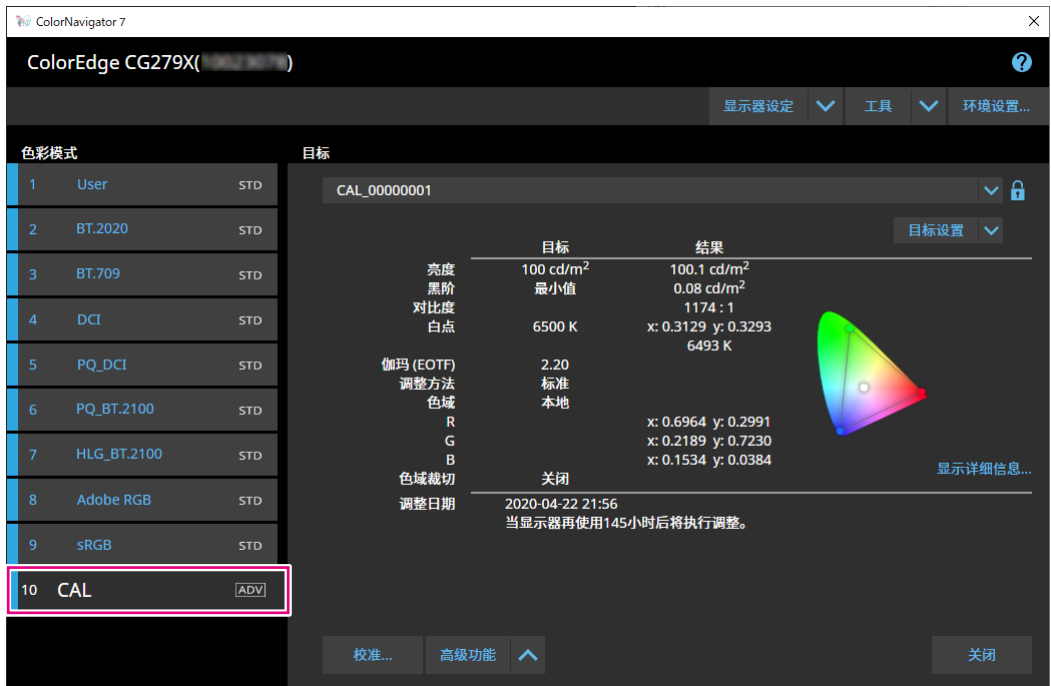 ColorNavigator 7
ColorEdge CG279X( )
显示器设定 工具 环境设置...
色彩模式
1 User STD
2 BT.2020 STD
3 BT.709 STD
4 DCI STD
5 PQ_DCI STD
6 PQ_BT.2100 STD
7 HLG_BT.2100 STD
8 Adobe RGB STD
9 sRGB STD
10 CAL ADV
目标
CAL_00000001
目标设置
目标 结果
亮度 100 cd/m² 100.1 cd/m²
黑阶 最小值 0.08 cd/m²
对比度 1174 : 1
白点 6500 K x: 0.3129 y: 0.3293
6493 K
伽玛 (EOTF) 2.20
调整方法 标准
色域 本地
R x: 0.6964 y: 0.2991
G x: 0.2189 y: 0.7230
B x: 0.1534 y: 0.0384
色域裁切 关闭
显示详细信息...
调整日期 2020-04-22 21:56
当显示器再使用145小时后将执行调整。
校准... 高级功能 关闭